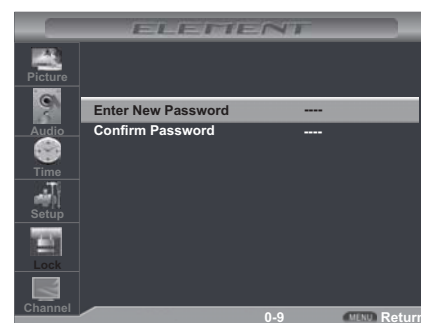 ELEMENT
Picture
Enter New Password ----
Audio
Confirm Password ----
Time
Setup
Lock
Channel
0-9 MENU Return